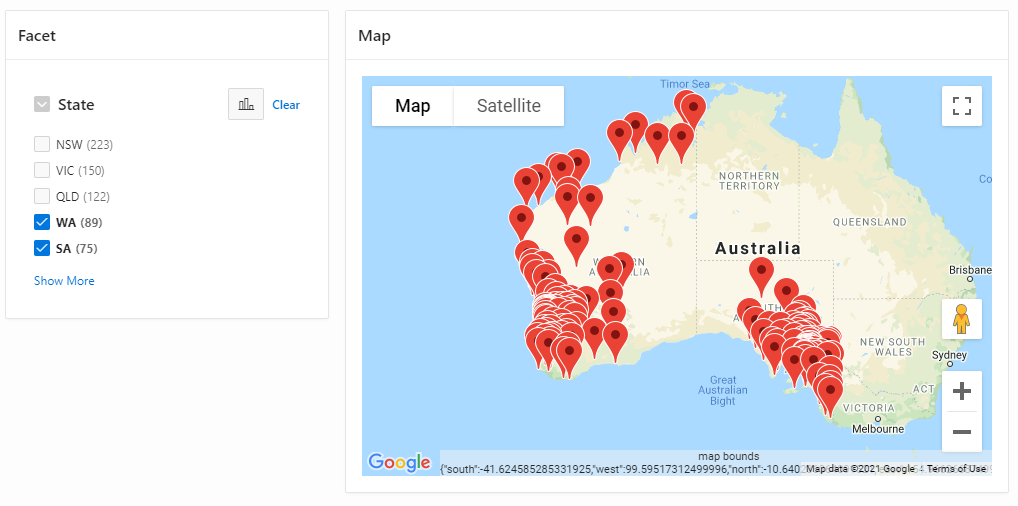 Facet
State
Clear
NSW (223)
VIC (150)
QLD (122)
WA (89)
SA (75)
Show More
Map
Map
Satellite
Timor Sea
NORTHERN
TERRITORY
QUEENSLAND
Australia
Brisbane
NEW SOUTH
WALES
Sydney
ACT
Great
Australian
Bight
VICTORIA
Melbourne
Google
map bounds
{"south":-41.624585285331925,"west":99.59517312499996,"north":-10.640
Map data ©2021 Google
Terms of Use